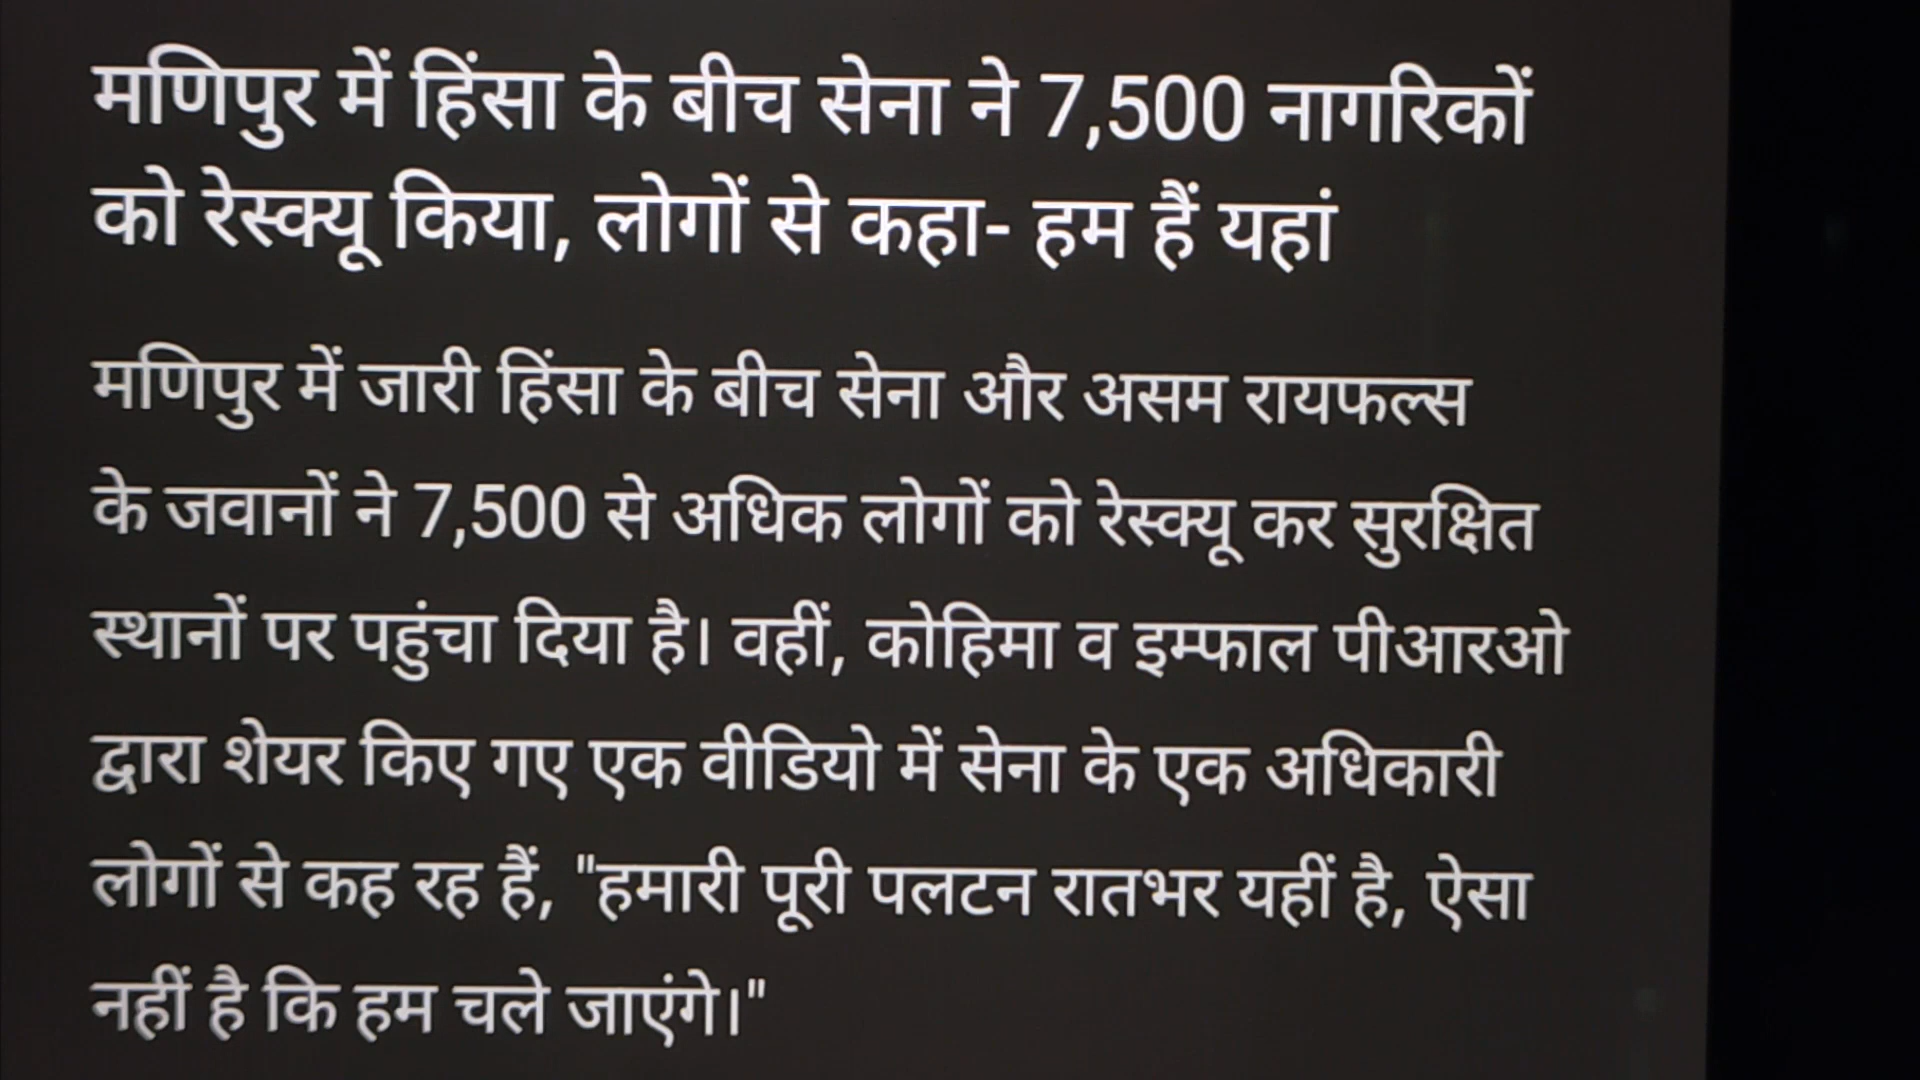 मणिपुर में हिंसा के बीच सेना ने 7,500 नागरिकों
को रेस्क्यू किया, लोगों से कहा- हम हैं यहां
मणिपुर में जारी हिंसा के बीच सेना और असम रायफल्स
के जवानों ने 7,500 से अधिक लोगों को रेस्क्यू कर सुरक्षित
स्थानों पर पहुंचा दिया है। वहीं, कोहिमा व इम्फाल पीआरओ
द्वारा शेयर किए गए एक वीडियो में सेना के एक अधिकारी
लोगों से कह रह हैं, "हमारी पूरी पलटन रातभर यहीं है, ऐसा
नहीं है कि हम चले जाएंगे।"